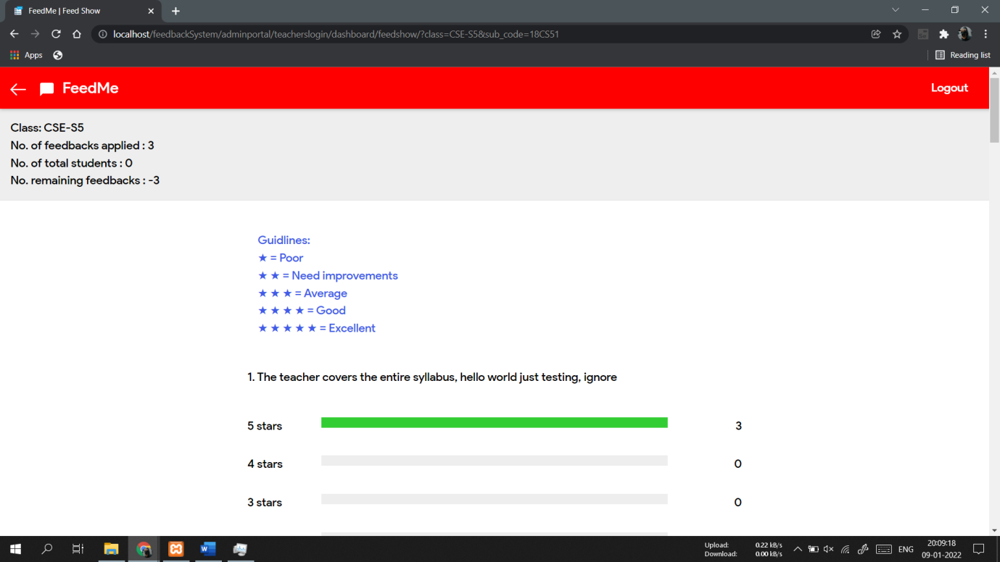 FeedMe | Feed Show
localhost/feedbackSystem/adminportal/teacherslogin/dashboard/feedshow/?class=CSE-S5&sub_code=18CS51
Apps
Reading list
FeedMe
Logout
Class: CSE-S5
No. of feedbacks applied : 3
No. of total students : 0
No. remaining feedbacks : -3
Guidlines:
★ = Poor
★ ★ = Need improvements
★ ★ ★ = Average
★ ★ ★ ★ = Good
★ ★ ★ ★ ★ = Excellent
1. The teacher covers the entire syllabus, hello world just testing, ignore
5 stars 3
4 stars 0
3 stars 0
Upload: 0.22 kB/s
Download: 0.00 kB/s
ENG
20:09:18
09-01-2022